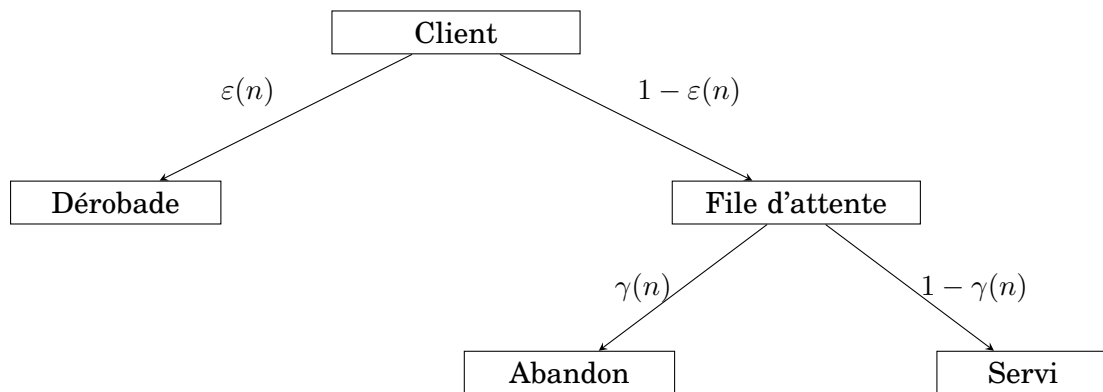 Client
ε(n)
1 − ε(n)
Dérobade
File d'attente
γ(n)
1 − γ(n)
Abandon
Servi